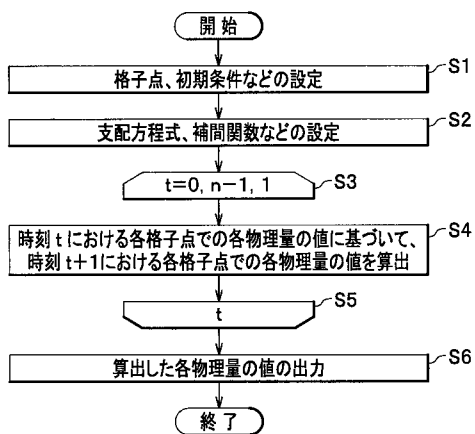 開始
格子点、初期条件などの設定
S1
支配方程式、補間関数などの設定
S2
t=0, n−1, 1
S3
時刻 t における各格子点での各物理量の値に基づいて、
時刻 t+1 における各格子点での各物理量の値を算出
S4
t
S5
算出した各物理量の値の出力
S6
終了